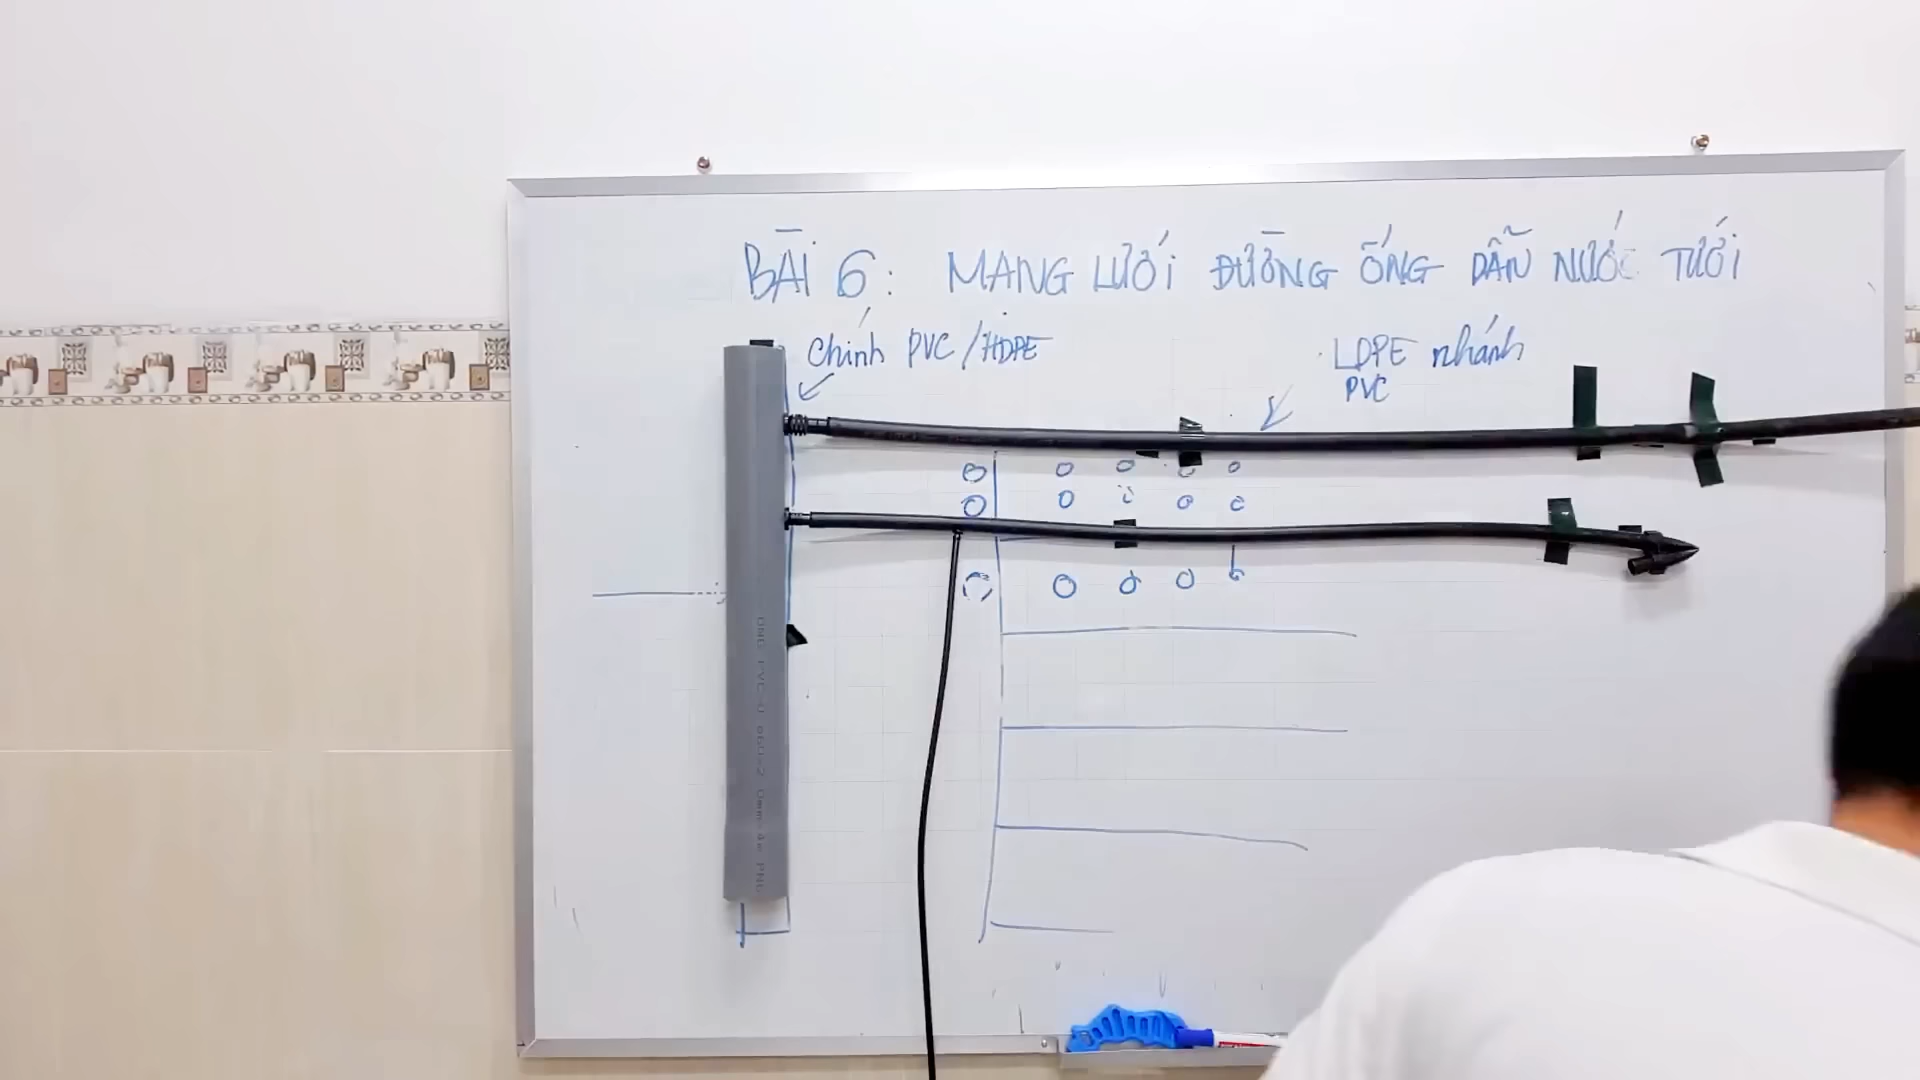 BÀI 6: MẠNG LƯỚI ĐƯỜNG ỐNG DẪN NƯỚC TƯỚI
Chính PVC / HDPE
LDPE nhánh
PVC